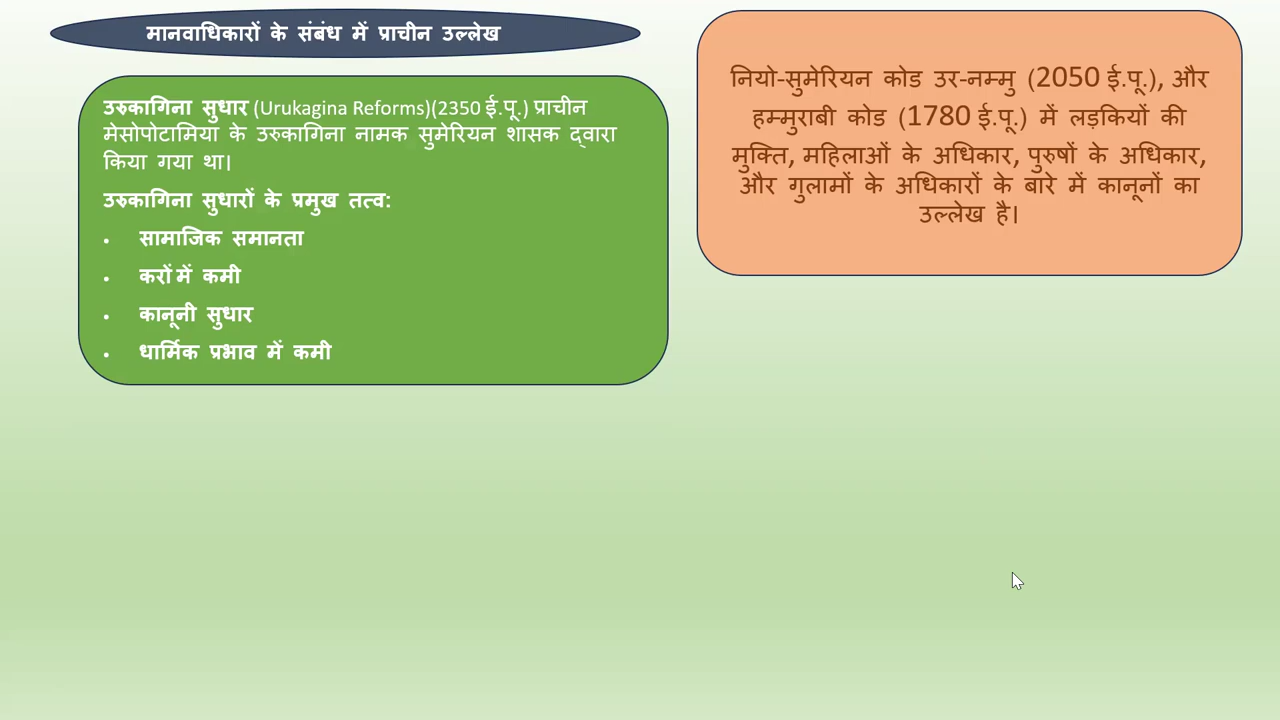 मानवाधिकारों के संबंध में प्राचीन उल्लेख
उरुकागिना सुधार (Urukagina Reforms)(2350 ई.पू.) प्राचीन
मेसोपोटामिया के उरुकागिना नामक सुमेरियन शासक द्वारा
किया गया था।
उरुकागिना सुधारों के प्रमुख तत्व:
• सामाजिक समानता
• करों में कमी
• कानूनी सुधार
• धार्मिक प्रभाव में कमी
नियो-सुमेरियन कोड उर-नम्मु (2050 ई.पू.), और
हम्मुराबी कोड (1780 ई.पू.) में लड़कियों की
मुक्ति, महिलाओं के अधिकार, पुरुषों के अधिकार,
और गुलामों के अधिकारों के बारे में कानूनों का
उल्लेख है।